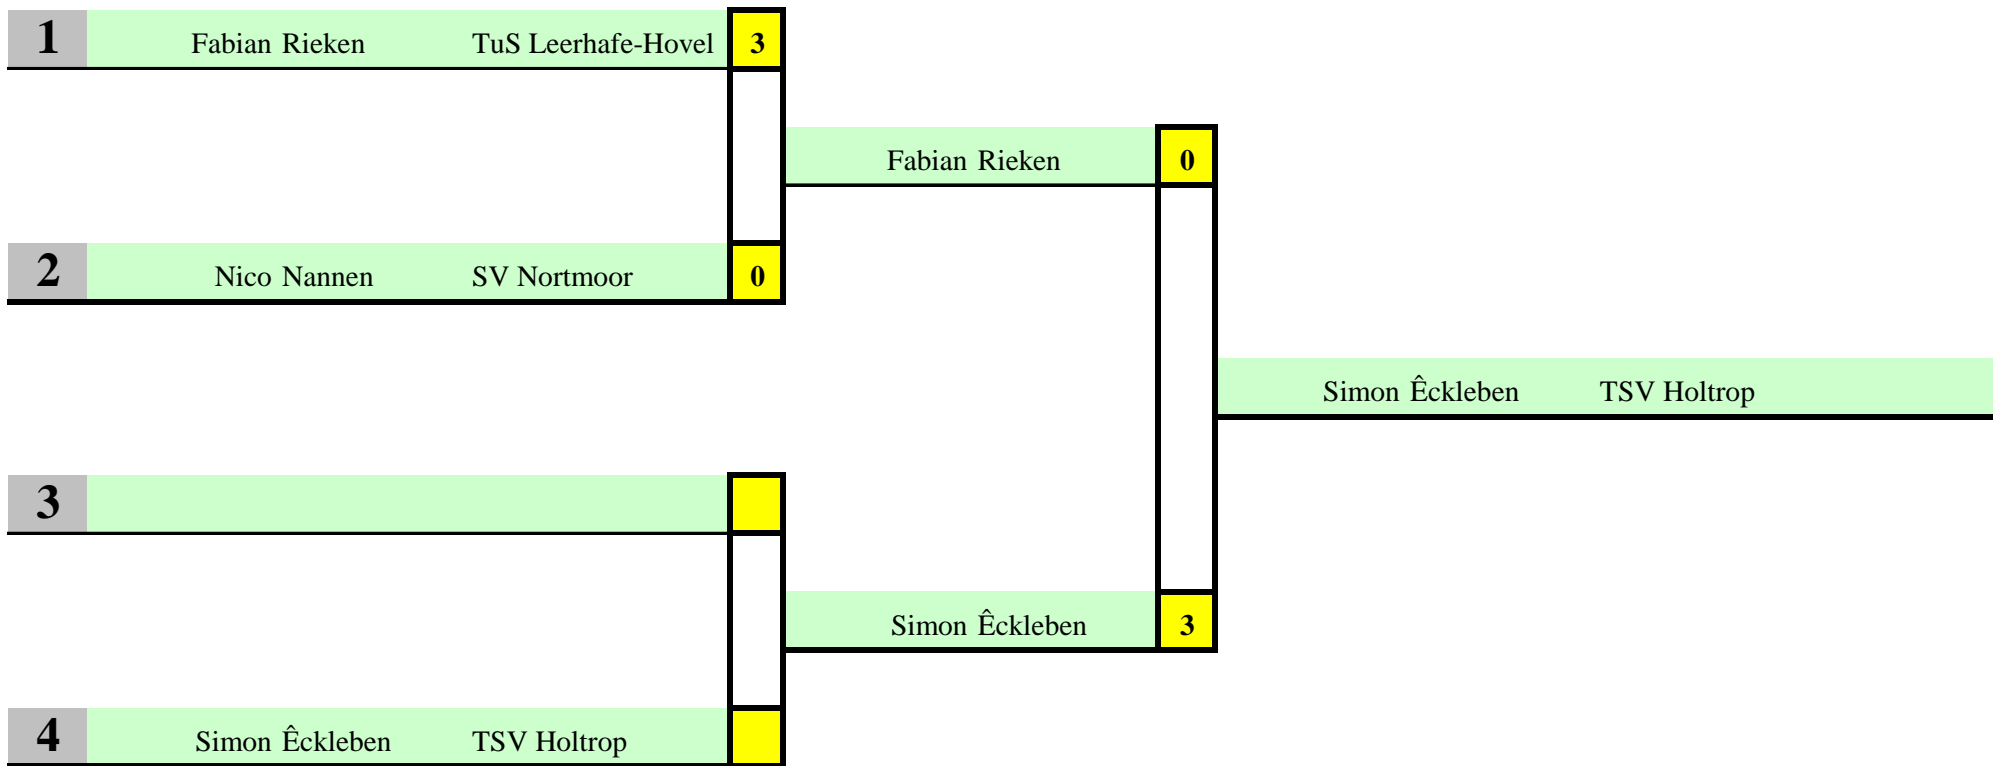 1 Fabian Rieken TuS Leerhafe-Hovel 3
Fabian Rieken 0
2 Nico Nannen SV Nortmoor 0
Simon Êckleben TSV Holtrop
3
Simon Êckleben 3
4 Simon Êckleben TSV Holtrop